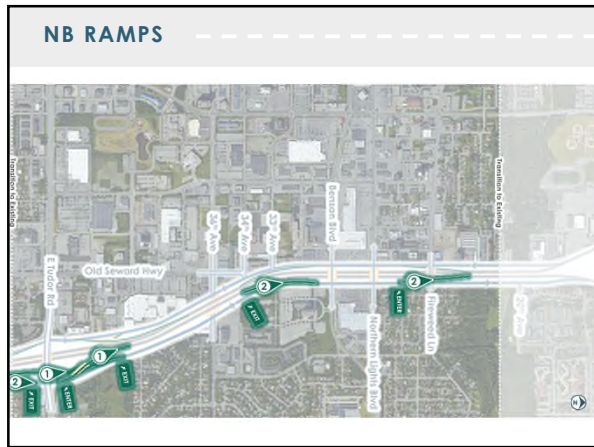 NB RAMPS
Transition to Existing
E Tudor Rd
Old Seward Hwy
36th Ave
34th Ave
33rd Ave
Benson Blvd
Northern Lights Blvd
Fireweed Ln
Transition to Existing
20th Ave
2
EXIT
1
ENTER
1
EXIT
2
EXIT
2
ENTER
N